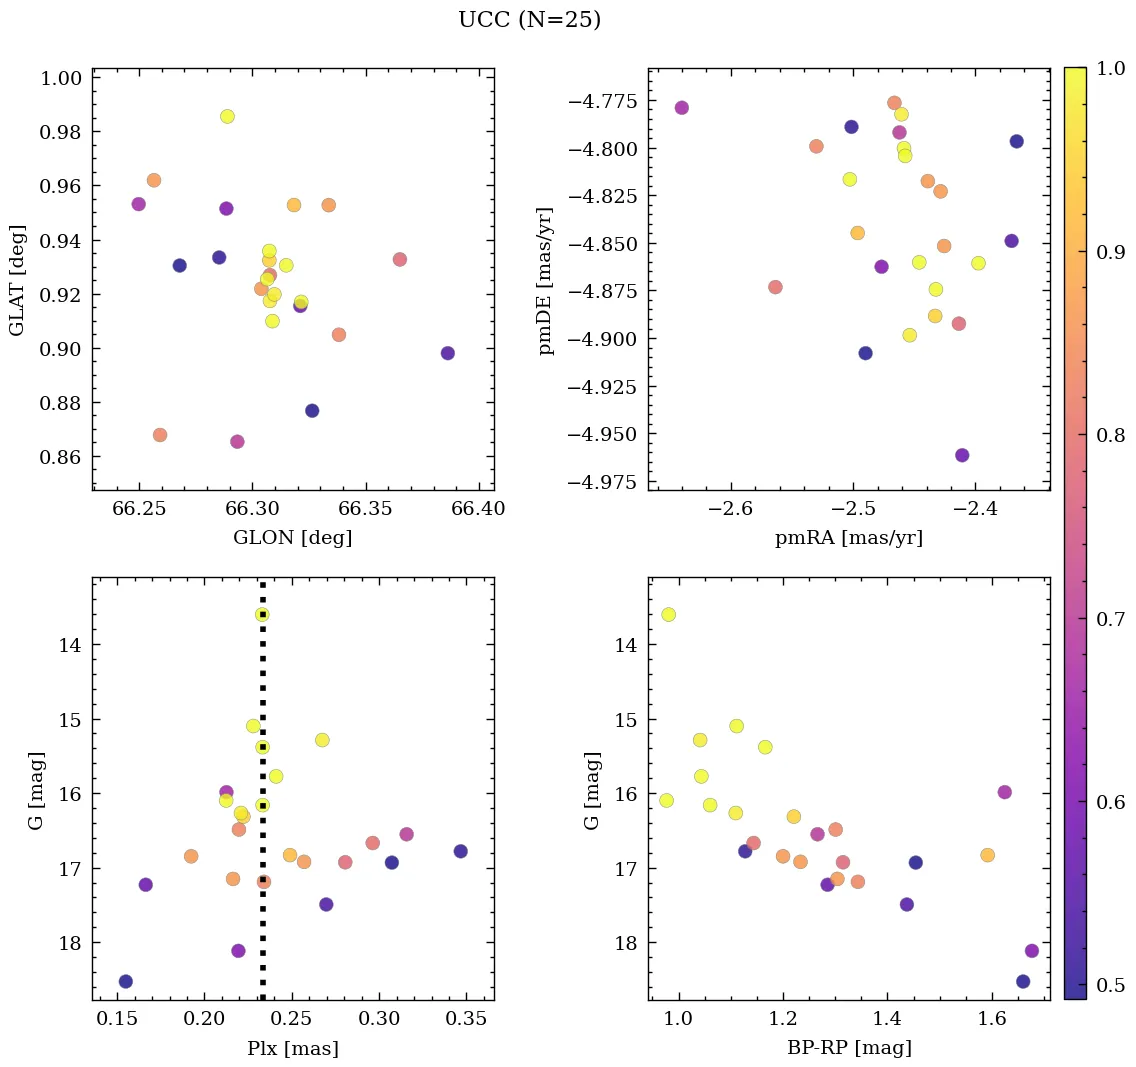 UCC (N=25)
1.00
0.98
0.96
0.94
0.92
0.90
0.88
0.86
GLAT [deg]
66.25 66.30 66.35 66.40
GLON [deg]
−4.775
−4.800
−4.825
−4.850
−4.875
−4.900
−4.925
−4.950
−4.975
pmDE [mas/yr]
−2.6 −2.5 −2.4
pmRA [mas/yr]
14
15
16
17
18
G [mag]
0.15 0.20 0.25 0.30 0.35
Plx [mas]
14
15
16
17
18
G [mag]
1.0 1.2 1.4 1.6
BP-RP [mag]
1.0
0.9
0.8
0.7
0.6
0.5